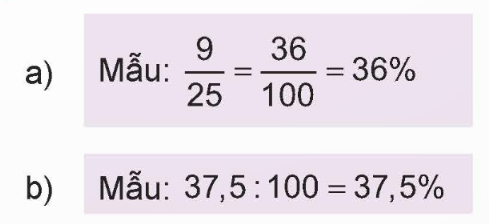 a) Mẫu: 9/25 = 36/100 = 36%
b) Mẫu: 37,5 : 100 = 37,5%